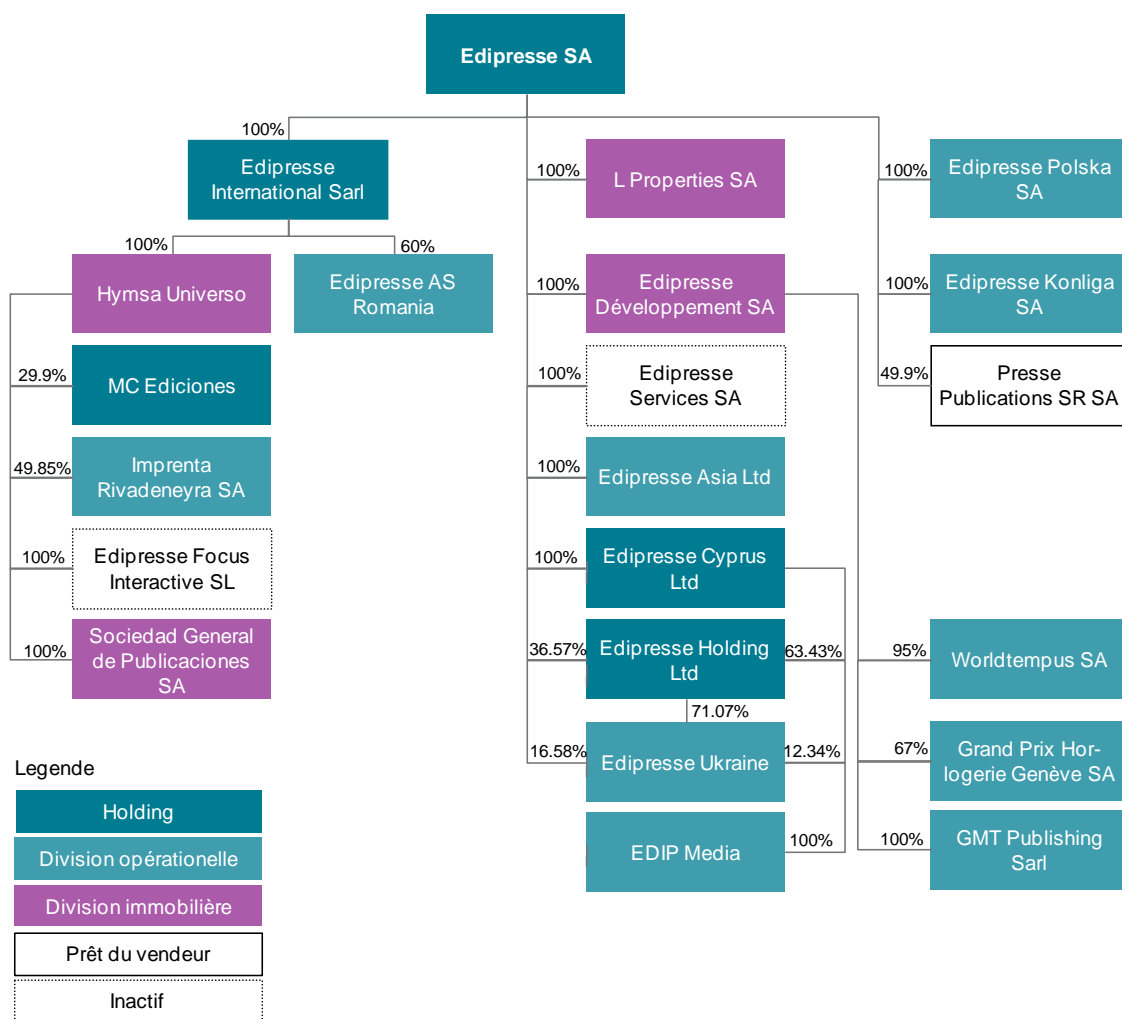 Edipresse SA
100%
Edipresse
International Sarl
100%
L Properties SA
100%
Edipresse Polska
SA
100%
60%
Hymsa Universo
Edipresse AS
Romania
100%
Edipresse
Développement SA
100%
Edipresse Konliga
SA
29.9%
MC Ediciones
100%
Edipresse
Services SA
49.9%
Presse
Publications SR SA
49.85%
Imprenta
Rivadeneyra SA
100%
Edipresse Asia Ltd
100%
Edipresse Focus
Interactive SL
100%
Edipresse Cyprus
Ltd
100%
Sociedad General
de Publicaciones
SA
36.57%
Edipresse Holding
Ltd
63.43%
95%
Worldtempus SA
71.07%
16.58%
Edipresse Ukraine
12.34%
67%
Grand Prix Hor-
logerie Genève SA
EDIP Media
100%
100%
GMT Publishing
Sarl
Legende
Holding
Division opérationelle
Division immobilière
Prêt du vendeur
Inactif